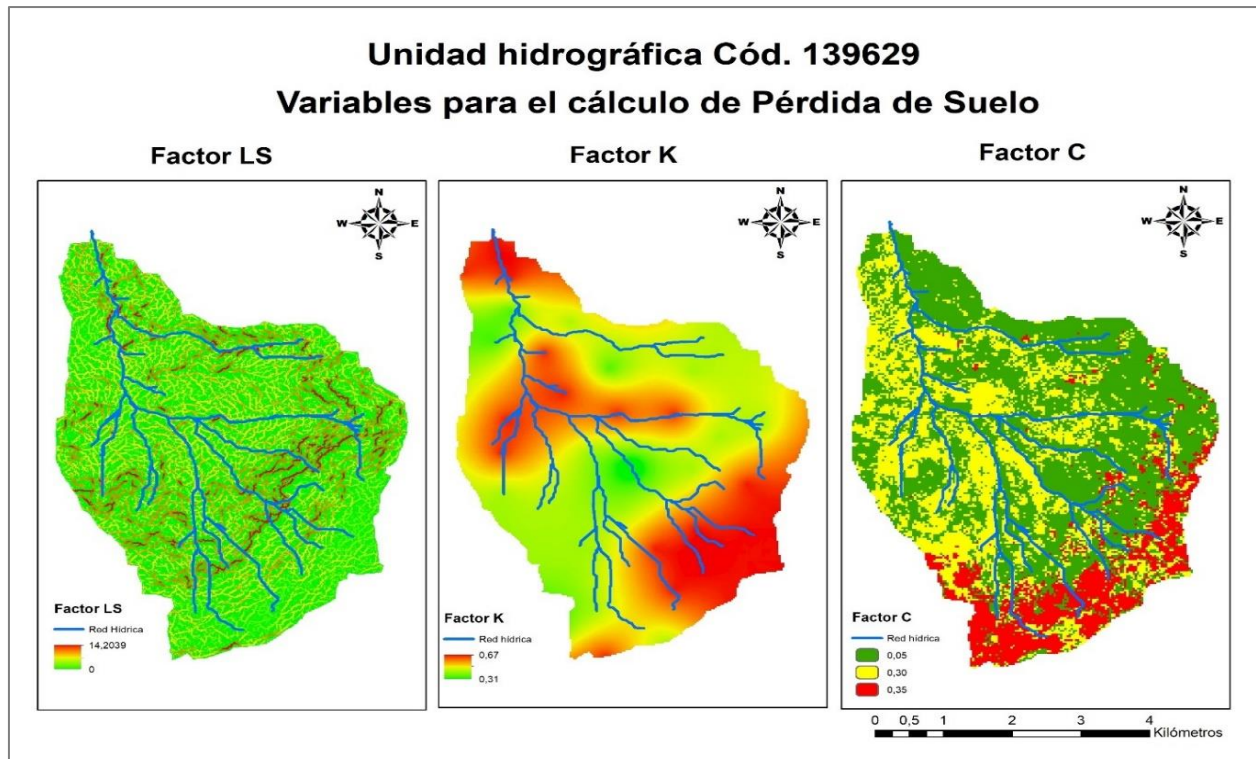 Unidad hidrográfica Cód. 139629
Variables para el cálculo de Pérdida de Suelo
Factor LS
N
W
E
S
Factor LS
Red Hídrica
14,2039
0
Factor K
N
W
E
S
Factor K
Red hídrica
0,67
0,31
Factor C
N
W
E
S
Factor C
Red hídrica
0,05
0,30
0,35
0 0,5 1 2 3 4
Kilómetros